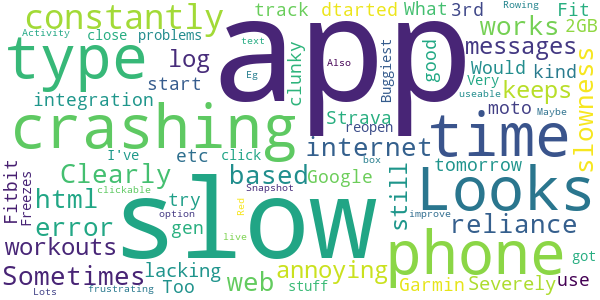 constantly
track
dtarted
What
3rd
Rowing
Fit
Activity
close
problems
app
works
2GB
type
log
text
Eg
Also
clunky
Buggiest
good
messages
Would
kind
slowness
start
Very
keeps
useable
integration
Strava
moto
Maybe
crashing
reopen
internet
time
I've
etc
click
Google
still
tomorrow
Fitbit
Freezes
Clearly
based
box
Looks
html
clickable
Snapshot
try
slow
reliance
error
gen
option
Red
phone
improve
workouts
live
got
Sometimes
lacking
web
annoying
Garmin
Severely
use
Lots
frustrating
Too
stuff